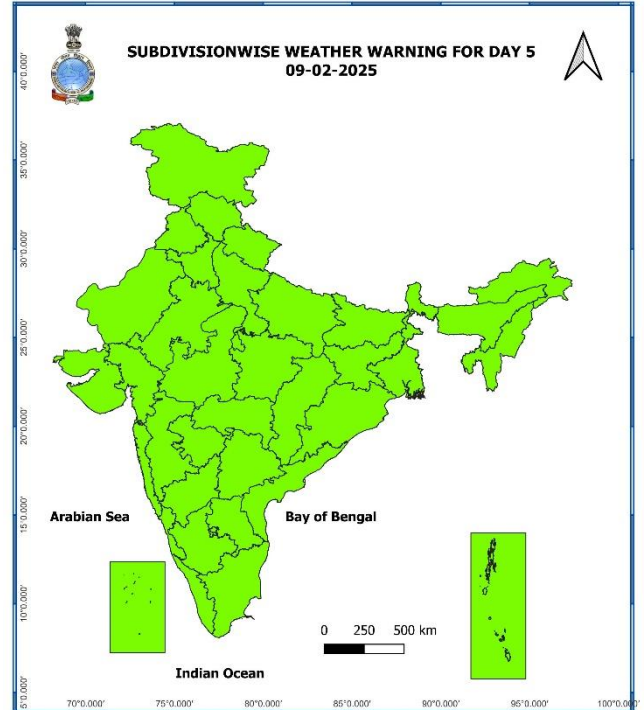 SUBDIVISIONWISE WEATHER WARNING FOR DAY 5
09-02-2025
40°0.000'
35°0.000'
30°0.000'
25°0.000'
20°0.000'
15°0.000'
10°0.000'
5°0.000'
Arabian Sea
Bay of Bengal
0 250 500 km
Indian Ocean
70°0.000' 75°0.000' 80°0.000' 85°0.000' 90°0.000' 95°0.000' 100°0.000'